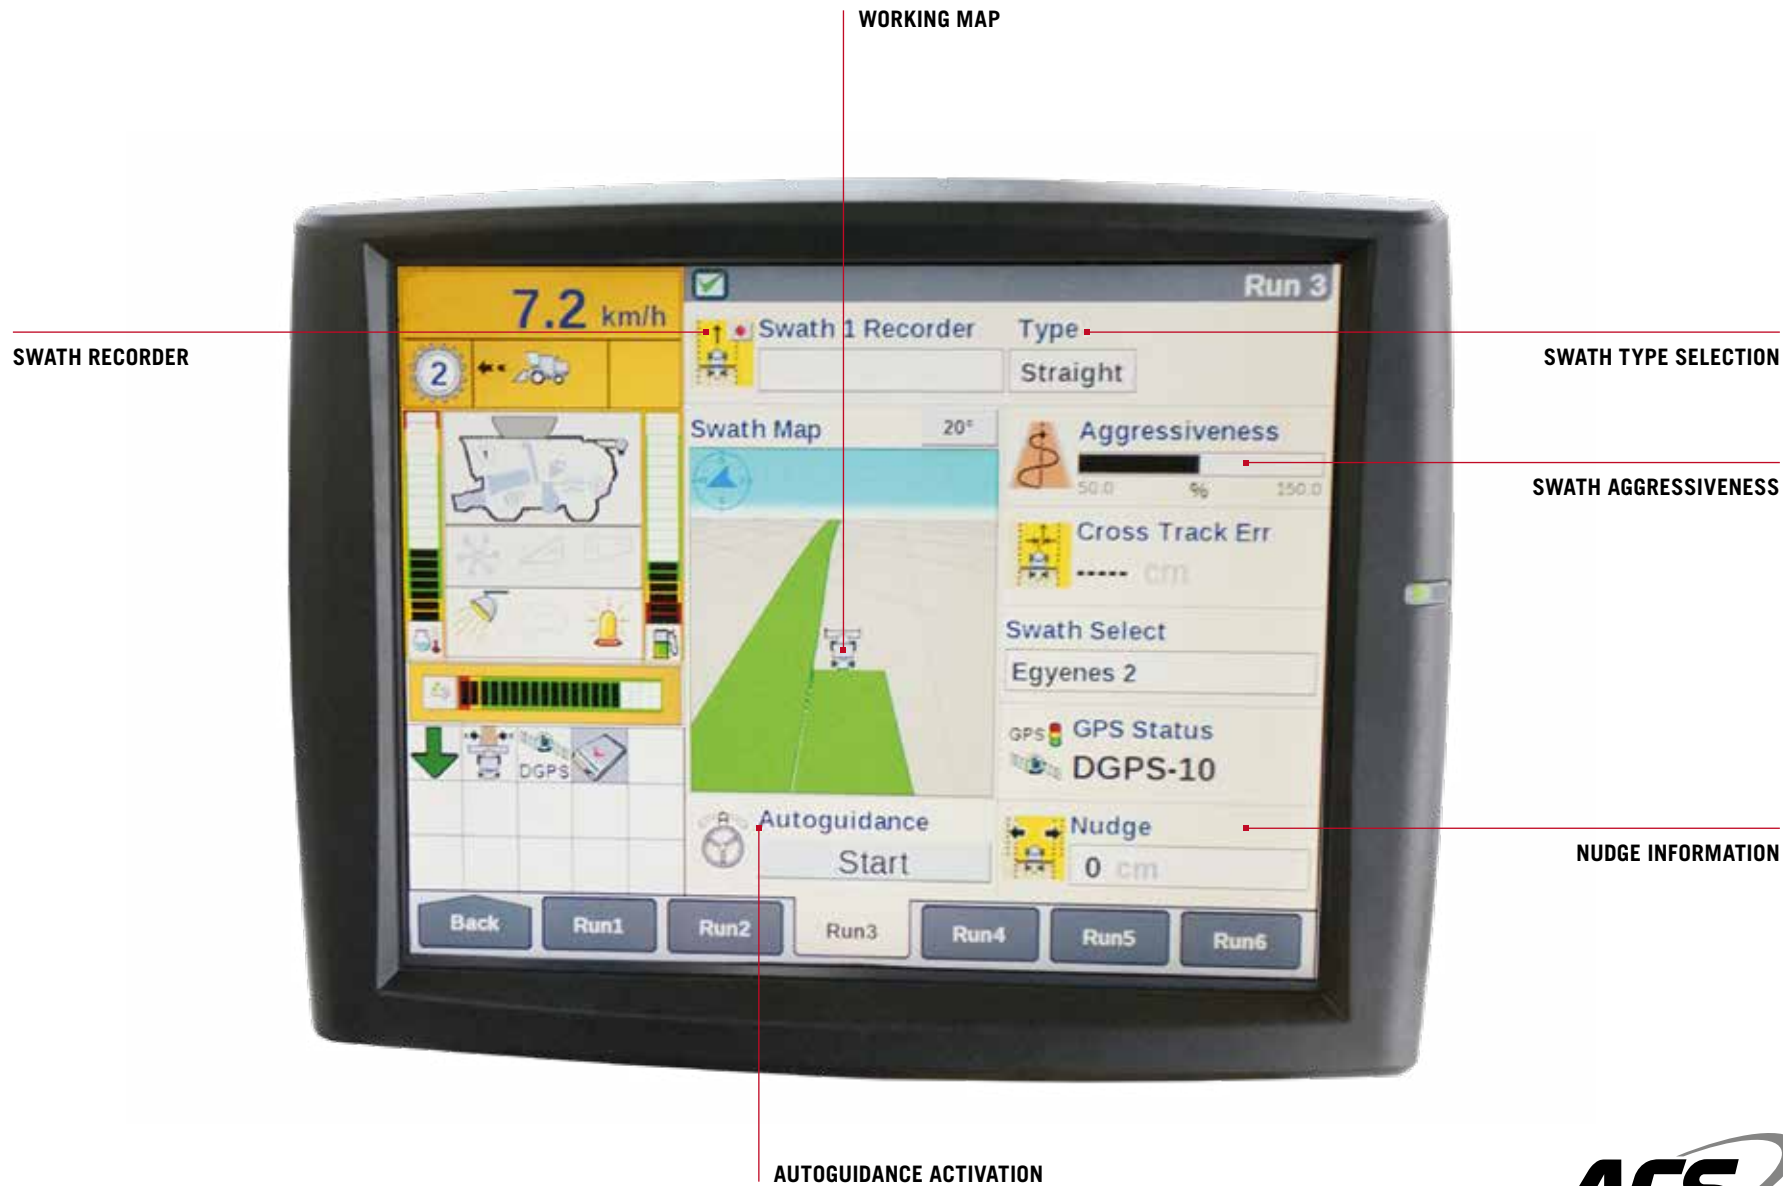 WORKING MAP
7.2 km/h
Run 3
Swath 1 Recorder
Type
SWATH RECORDER
SWATH TYPE SELECTION
2
Straight
Swath Map
20°
Aggressiveness
50.0 % 150.0
SWATH AGGRESSIVENESS
Cross Track Err
----- cm
Swath Select
Egyenes 2
GPS
GPS Status
DGPS
DGPS-10
Autoguidance
Start
Nudge
0 cm
NUDGE INFORMATION
Back
Run1
Run2
Run3
Run4
Run5
Run6
AUTOGUIDANCE ACTIVATION
AFS